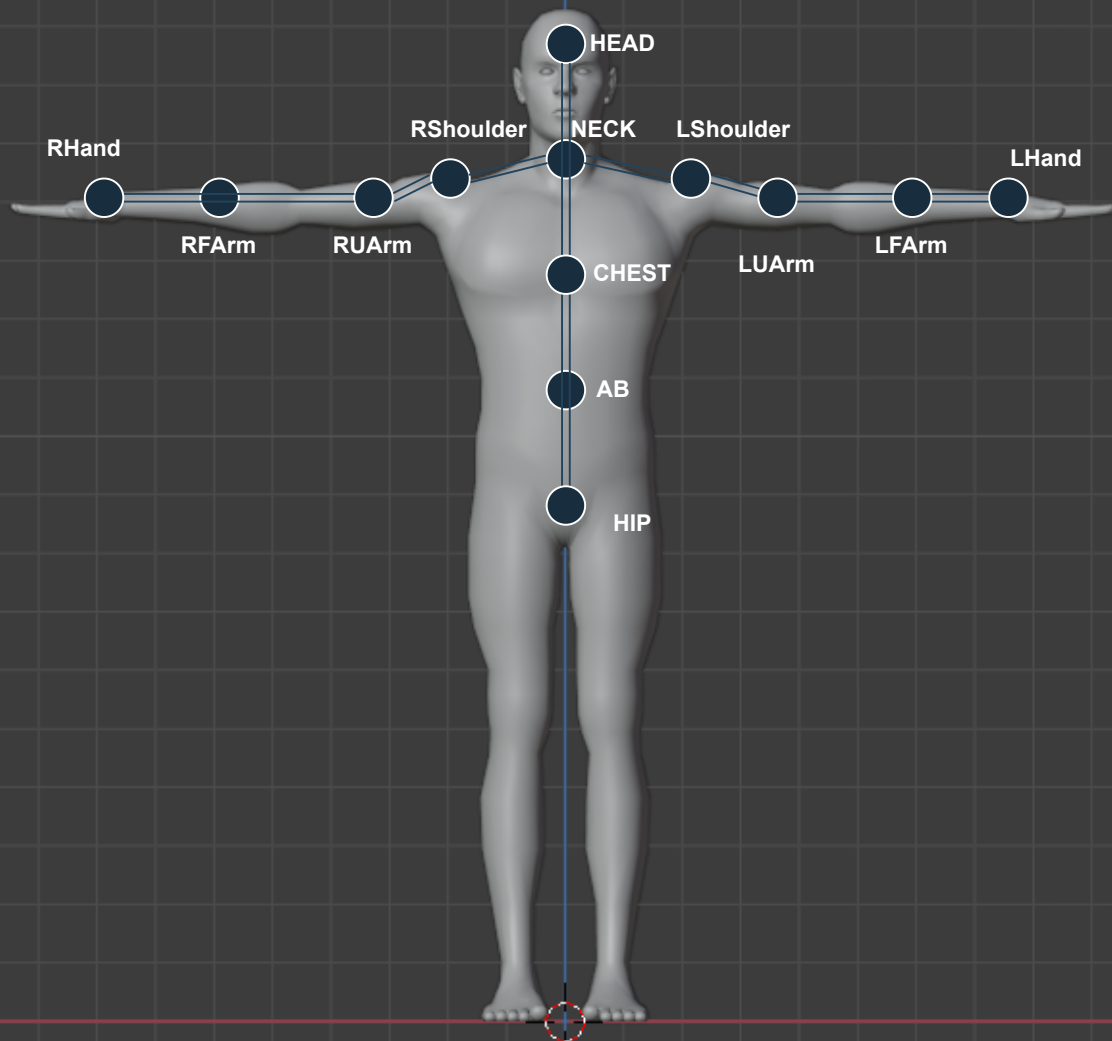 HEAD
RShoulder
NECK
LShoulder
RHand
LHand
RFArm
RUArm
LUArm
LFArm
CHEST
AB
HIP